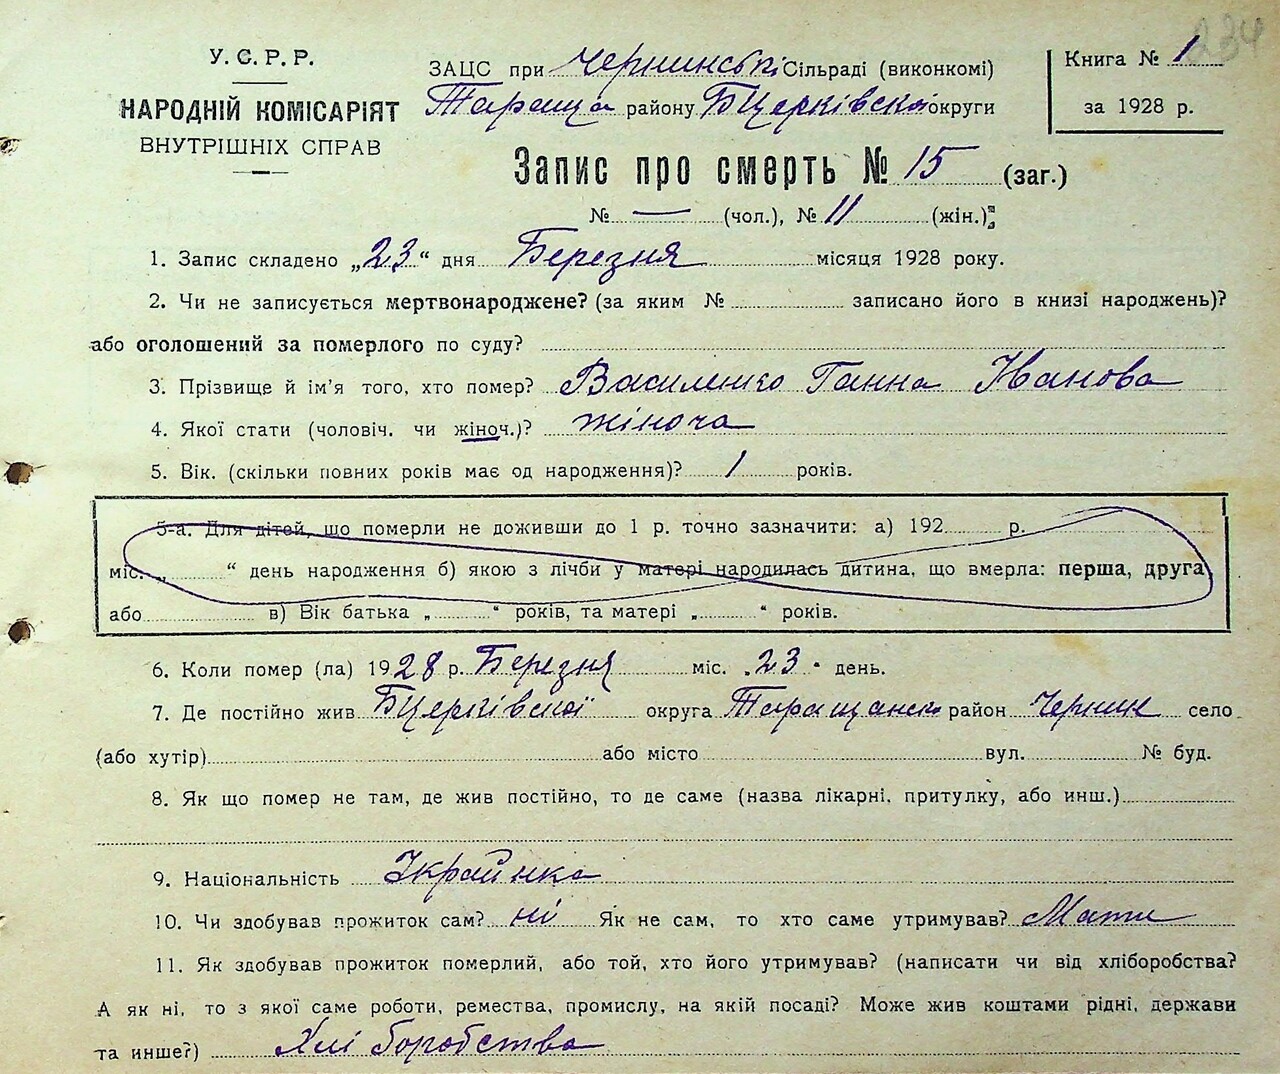 234
У.С.Р.Р.
НАРОДНІЙ КОМІСАРІЯТ
ВНУТРІШНІХ СПРАВ
ЗАЦС при Чернинські Сільраді (виконкомі)
Тараща району БЦерківска округи
Книга № 1
за 1928 р.
Запис про смерть № 15 (заг.)
№ — (чол.), № 11 (жін.);
1. Запис складено „23“ дня Березня місяця 1928 року.
2. Чи не записується мертвонароджене? (за яким № записано його в книзі народжень)?
або оголошений за померлого по суду?
3. Прізвище й ім’я того, хто помер? Василенко Ганна Іванова
4. Якої стати (чоловіч. чи жіноч.)? жіноча
5. Вік. (скільки повних років має од народження)? 1 років.
5-а. Для дітей, що померли не доживши до 1 р. точно зазначити: а) 192 р.
міс. „ “ день народження б) якою з лічби у матері народилась дитина, що вмерла: перша, друга
або в) Вік батька „ “ років, та матері „ “ років.
6. Коли помер (ла) 1928 р. Березня міс. „23“ день.
7. Де постійно жив БЦерківської округа Таращанск район Чернин село
(або хутір) або місто вул. № буд.
8. Як що помер не там, де жив постійно, то де саме (назва лікарні, притулку, або инш.)
9. Національність Українка
10. Чи здобував прожиток сам? ні Як не сам, то хто саме утримував? Мати
11. Як здобував прожиток померлий, або той, хто його утримував? (написати чи від хліборобства?
А як ні, то з якої саме роботи, ремества, промислу, на якій посаді? Може жив коштами рідні, держави
та инше?) Хліборобства